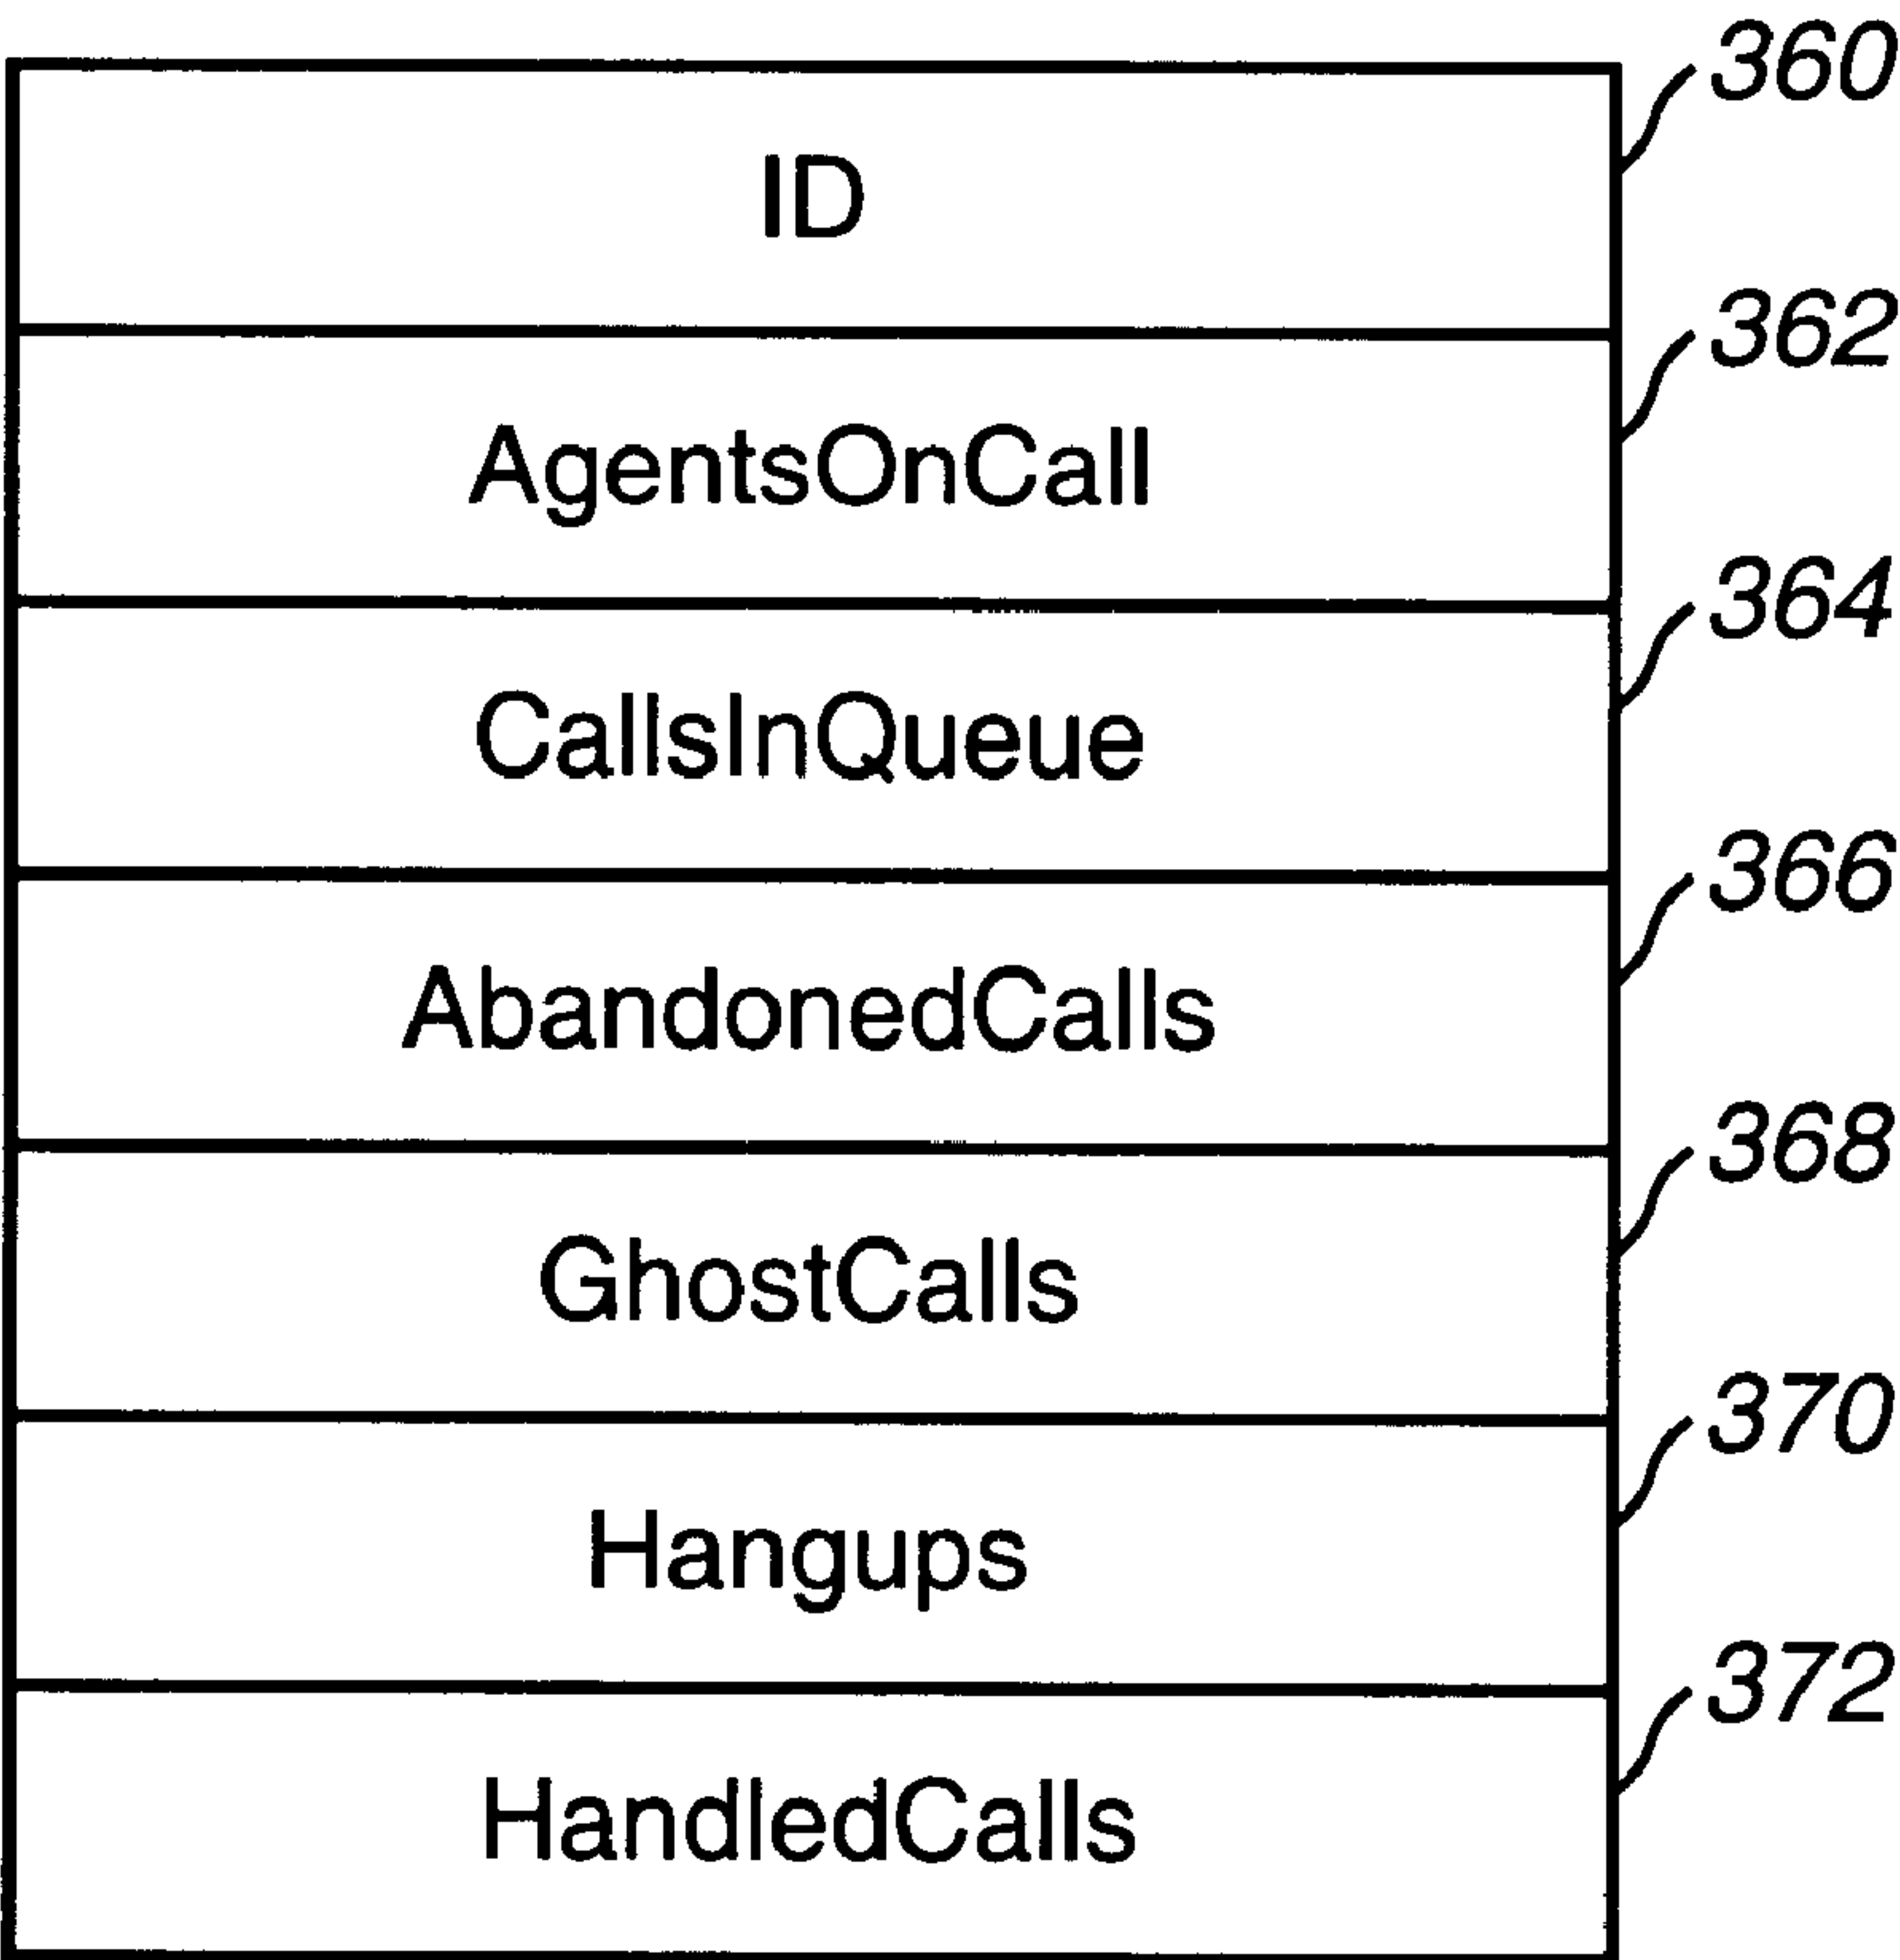 360
ID
362
AgentsOnCall
364
CallsInQueue
366
AbandonedCalls
368
GhostCalls
370
Hangups
372
HandledCalls